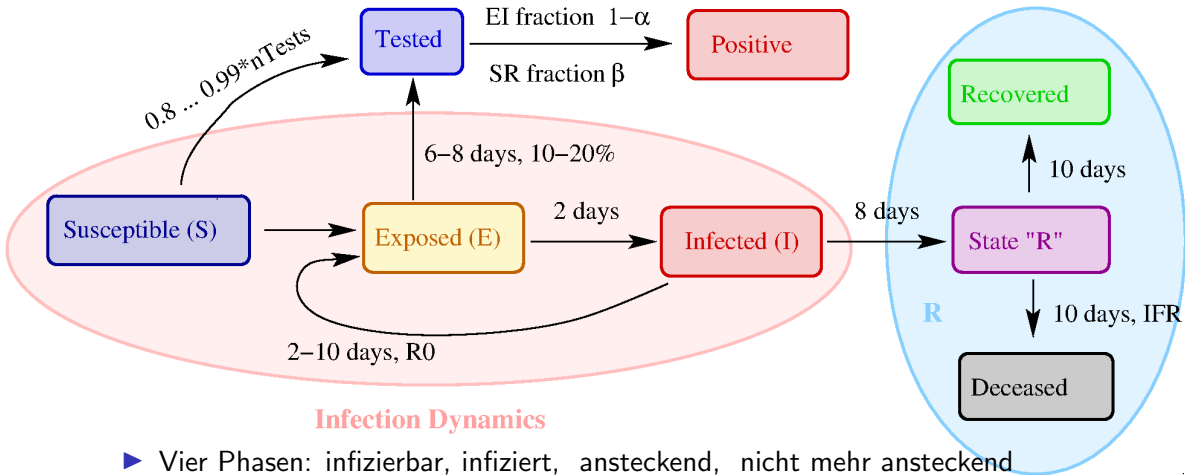 EI fraction 1–α
Tested
Positive
SR fraction β
0.8 ... 0.99*nTests
Recovered
6–8 days, 10–20%
10 days
Susceptible (S)
Exposed (E)
2 days
Infected (I)
8 days
State "R"
R
10 days, IFR
2–10 days, R0
Deceased
Infection Dynamics
▶ Vier Phasen: infizierbar, infiziert, ansteckend, nicht mehr ansteckend